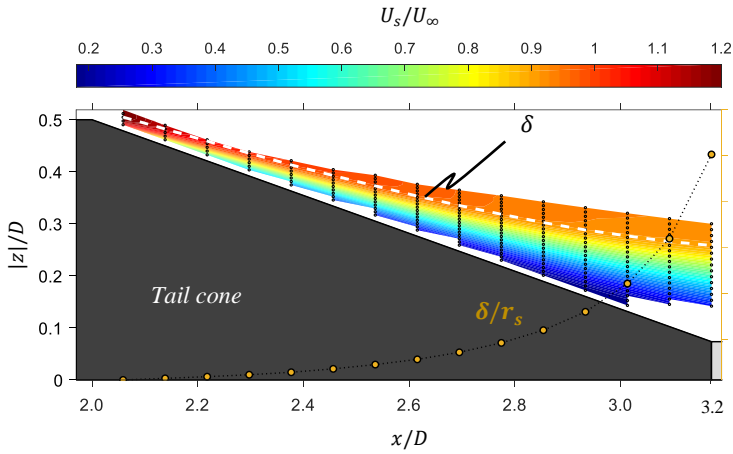 U_s/U_∞
0.2 0.3 0.4 0.5 0.6 0.7 0.8 0.9 1 1.1 1.2
0.5
δ
0.4
0.3
|z|/D
0.2
Tail cone
δ/r_s
0.1
0
2.0 2.2 2.4 2.6 2.8 3.0 3.2
x/D